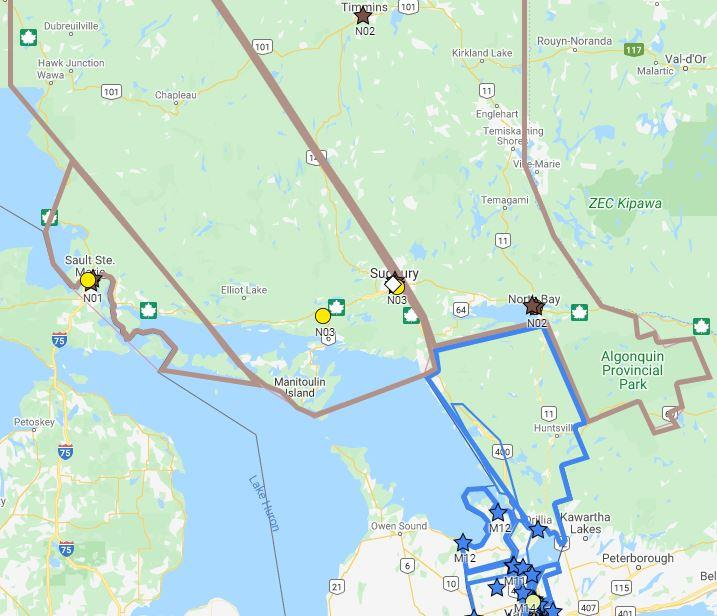 Timmins
101
N02
Dubreuilville
101
Rouyn-Noranda
117
Kirkland Lake
Val-d'Or
Hawk Junction
Malartic
Wawa
101
Chapleau
11
Englehart
Temiskaming
Shores
Ville-Marie
Temagami
ZEC Kipawa
Sault Ste.
Marie
N01
Sudbury
N03
Elliot Lake
64
North Bay
N02
N03
6
75
Algonquin
Provincial
Park
Manitoulin
Island
11
Huntsville
Petoskey
75
400
Lake Huron
Orillia
Kawartha
Lakes
Owen Sound
M12
M12
75
Peterborough
21
10
M11
407
Bel
M14